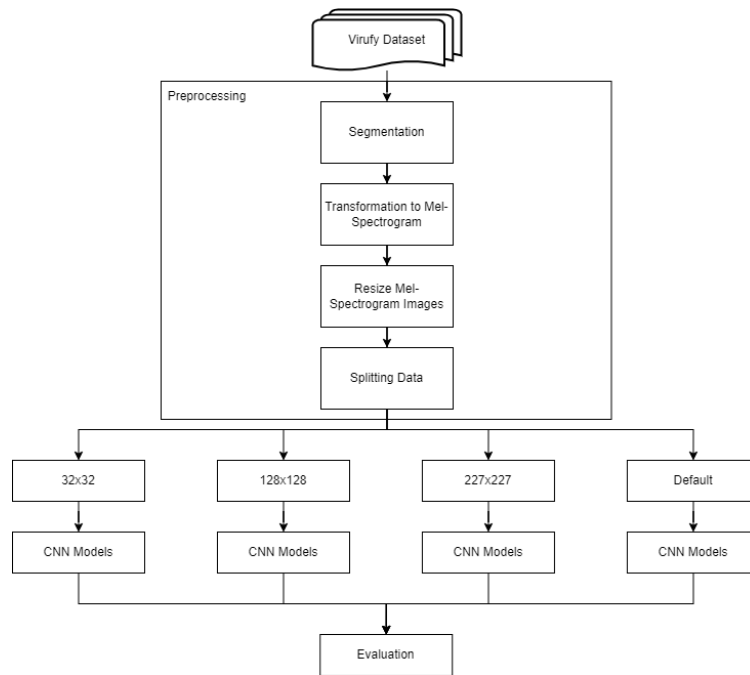 Virufy Dataset
Preprocessing
Segmentation
Transformation to Mel-
Spectrogram
Resize Mel-
Spectrogram Images
Splitting Data
32x32
128x128
227x227
Default
CNN Models
CNN Models
CNN Models
CNN Models
Evaluation